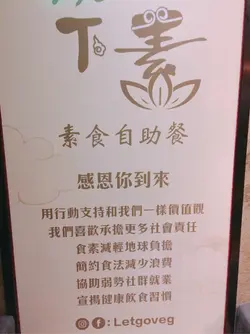 素
素食自助餐
感恩你到來
用行動支持和我們一樣價值觀
我們喜歡承擔更多社會責任
食素減輕地球負擔
簡約食法減少浪費
協助弱勢社群就業
宣揚健康飲食習慣
: Letgoveg